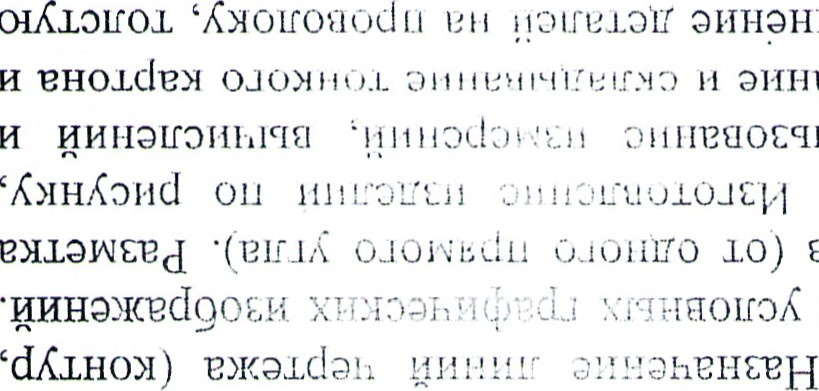 Назначение линий чертежа (контур,
условных графических изображений.
з (от одного прямого угла). Разметка
Изготовление изделий по рисунку,
ьзование измерений, вычислений и
ание и складывание тонкого картона и
нение деталей на проволоку, толстую